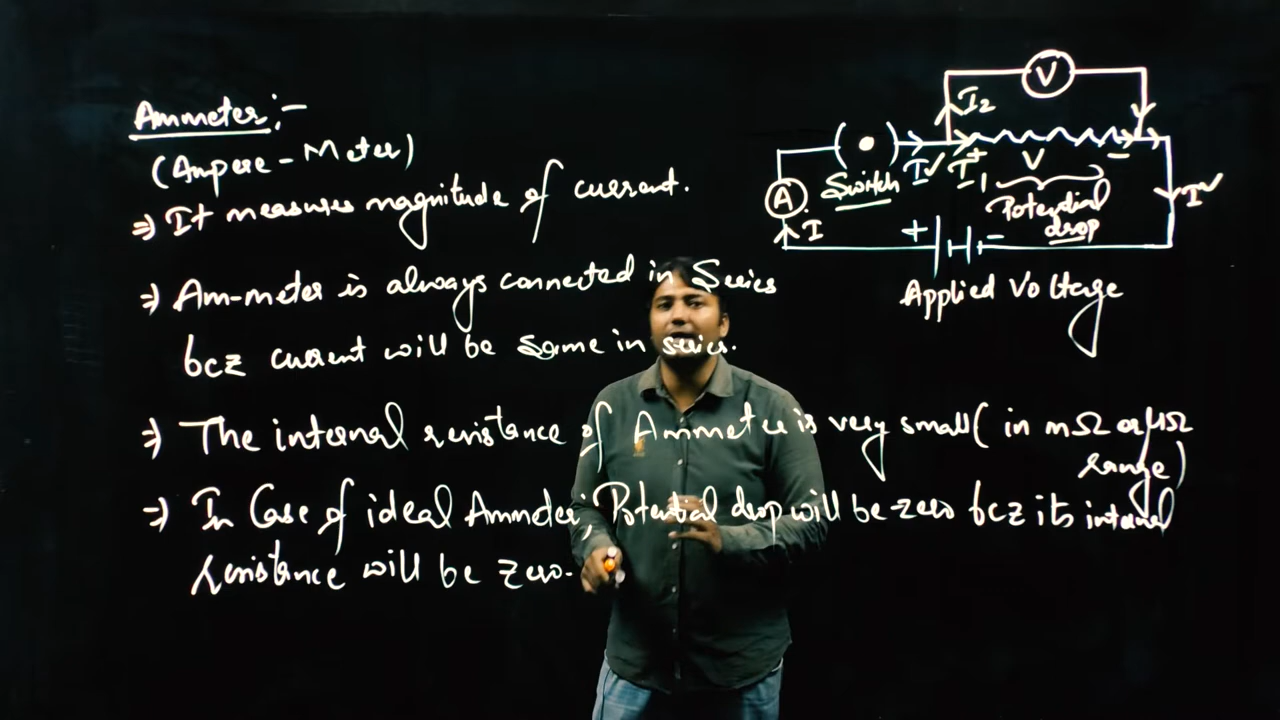 Ammeter:-
(Ampere-Meter)
⇒ It measures magnitude of current.
⇒ Am-meter is always connected in Series
bcz current will be same in series.
⇒ The internal resistance of Ammeter is very small (in mΩ or μΩ
range)
⇒ In Case of ideal Ammeter, Potential drop will be zero bcz its internal
resistance will be zero.
V
I2
I
I1
+
V
-
Switch
A
I
Potential
drop
I
+
-
Applied Voltage